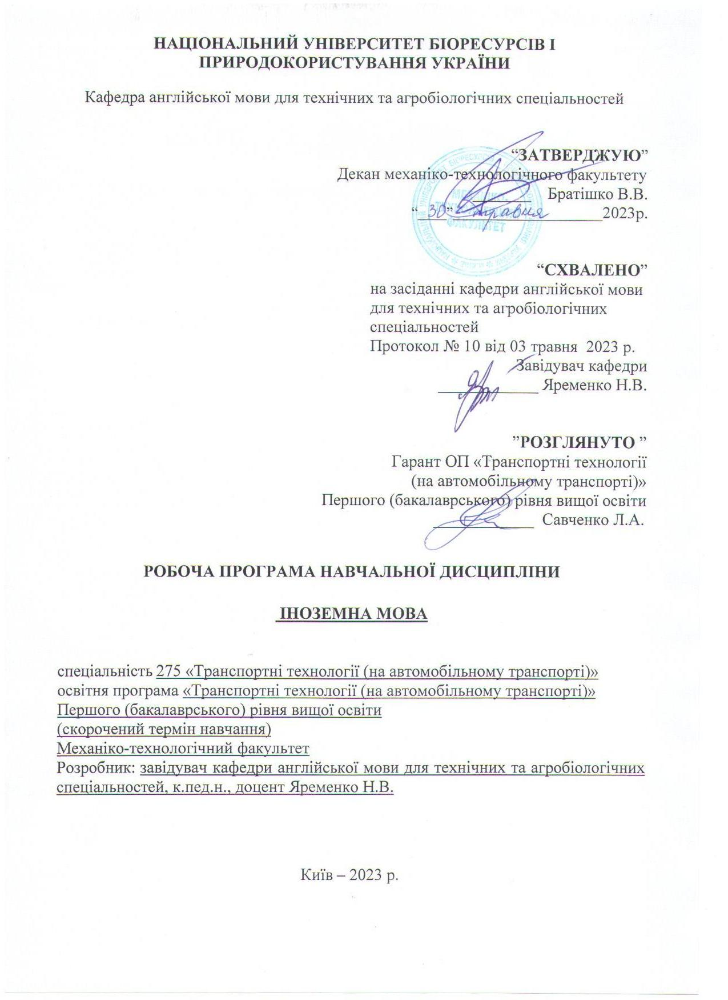 НАЦІОНАЛЬНИЙ УНІВЕРСИТЕТ БІОРЕСУРСІВ І
ПРИРОДОКОРИСТУВАННЯ УКРАЇНИ
Кафедра англійської мови для технічних та агробіологічних спеціальностей
“ЗАТВЕРДЖУЮ”
Декан механіко-технологічного факультету
Братішко В.В.
“ 30 ” травня 2023р.
ФАКУЛЬТЕТ
“СХВАЛЕНО”
на засіданні кафедри англійської мови
для технічних та агробіологічних
спеціальностей
Протокол № 10 від 03 травня 2023 р.
Завідувач кафедри
Яременко Н.В.
”РОЗГЛЯНУТО ”
Гарант ОП «Транспортні технології
(на автомобільному транспорті)»
Першого (бакалаврського) рівня вищої освіти
Савченко Л.А.
РОБОЧА ПРОГРАМА НАВЧАЛЬНОЇ ДИСЦИПЛІНИ
ІНОЗЕМНА МОВА
спеціальність 275 «Транспортні технології (на автомобільному транспорті)»
освітня програма «Транспортні технології (на автомобільному транспорті)»
Першого (бакалаврського) рівня вищої освіти
(скорочений термін навчання)
Механіко-технологічний факультет
Розробник: завідувач кафедри англійської мови для технічних та агробіологічних
спеціальностей, к.пед.н., доцент Яременко Н.В.
Київ – 2023 р.